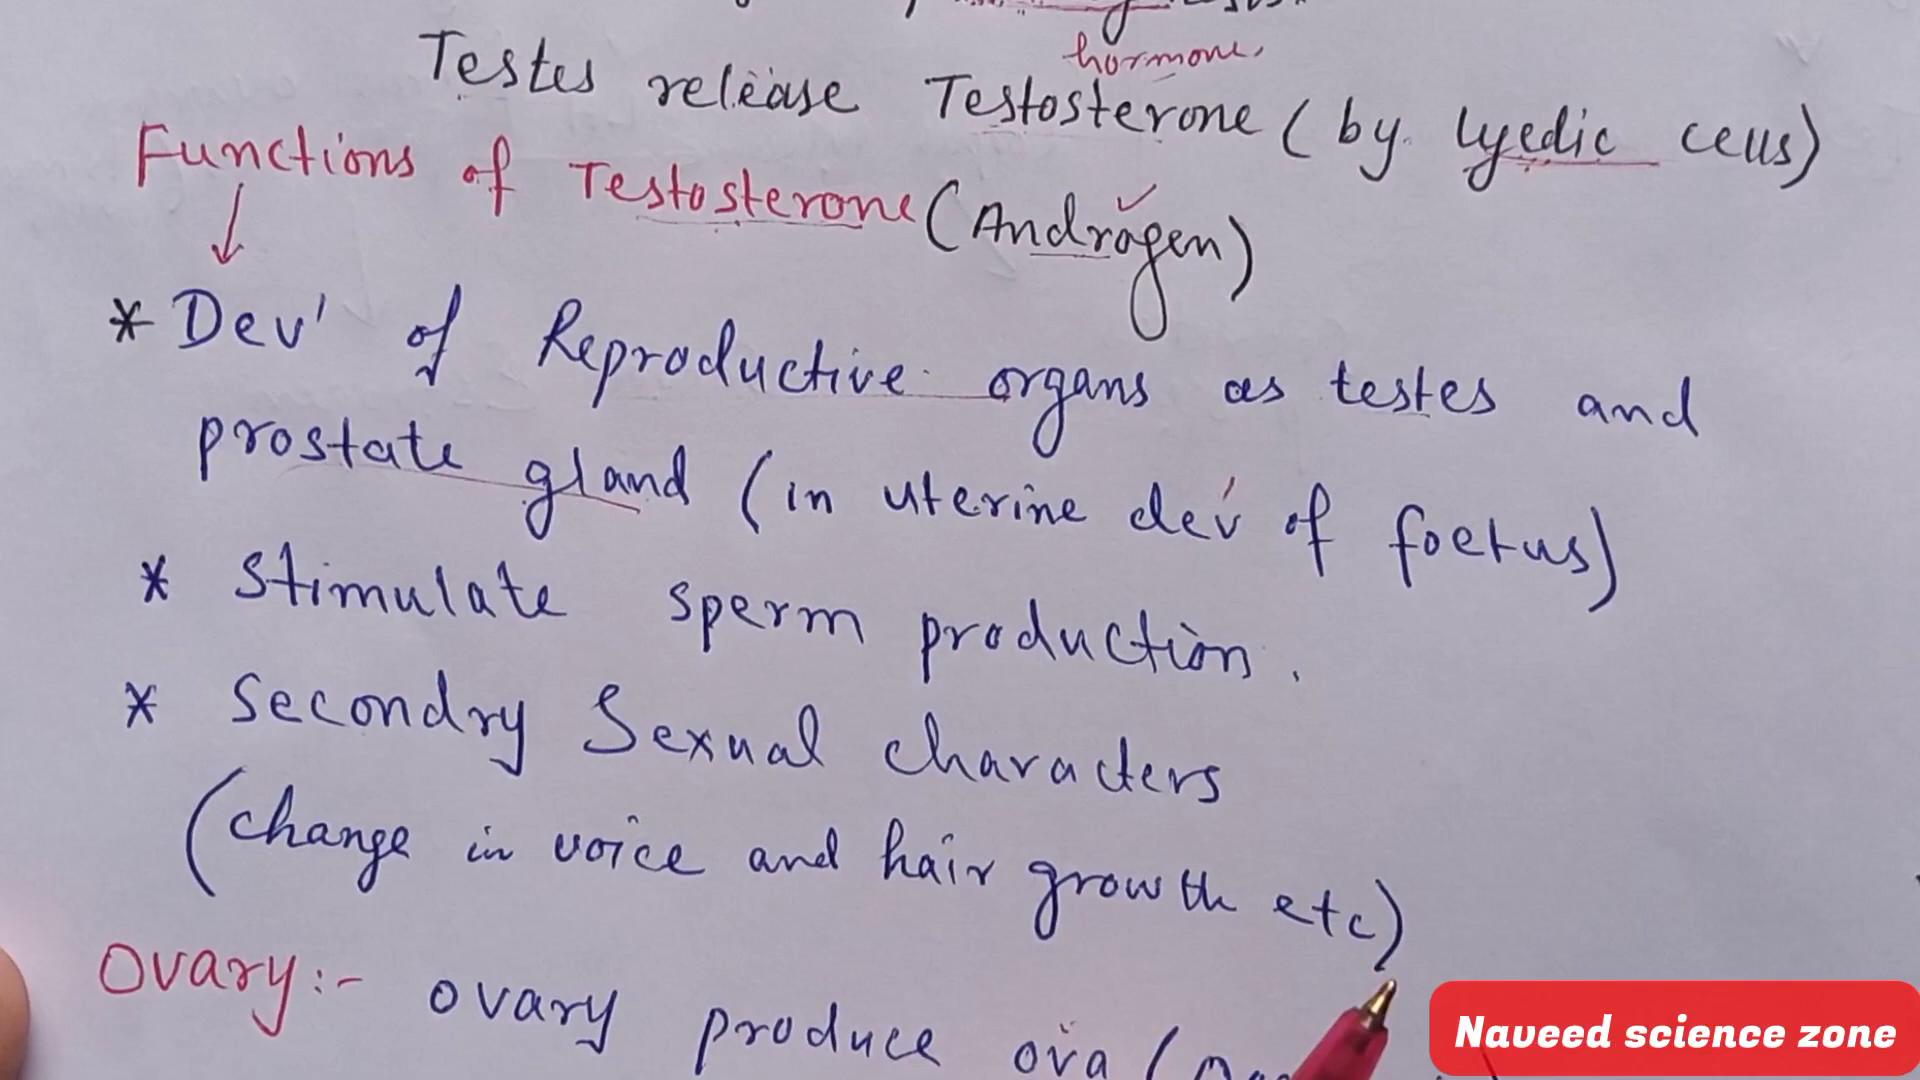 hormone,
Testes release Testosterone (by lyedic cells)
Functions of Testosterone (Androgen)
* Dev' of Reproductive organs as testes and
prostate gland (in uterine dev' of foetus)
* Stimulate sperm production.
* Secondry Sexual characters
(change in voice and hair growth etc)
Ovary:- ovary produce ova (
Naveed science zone